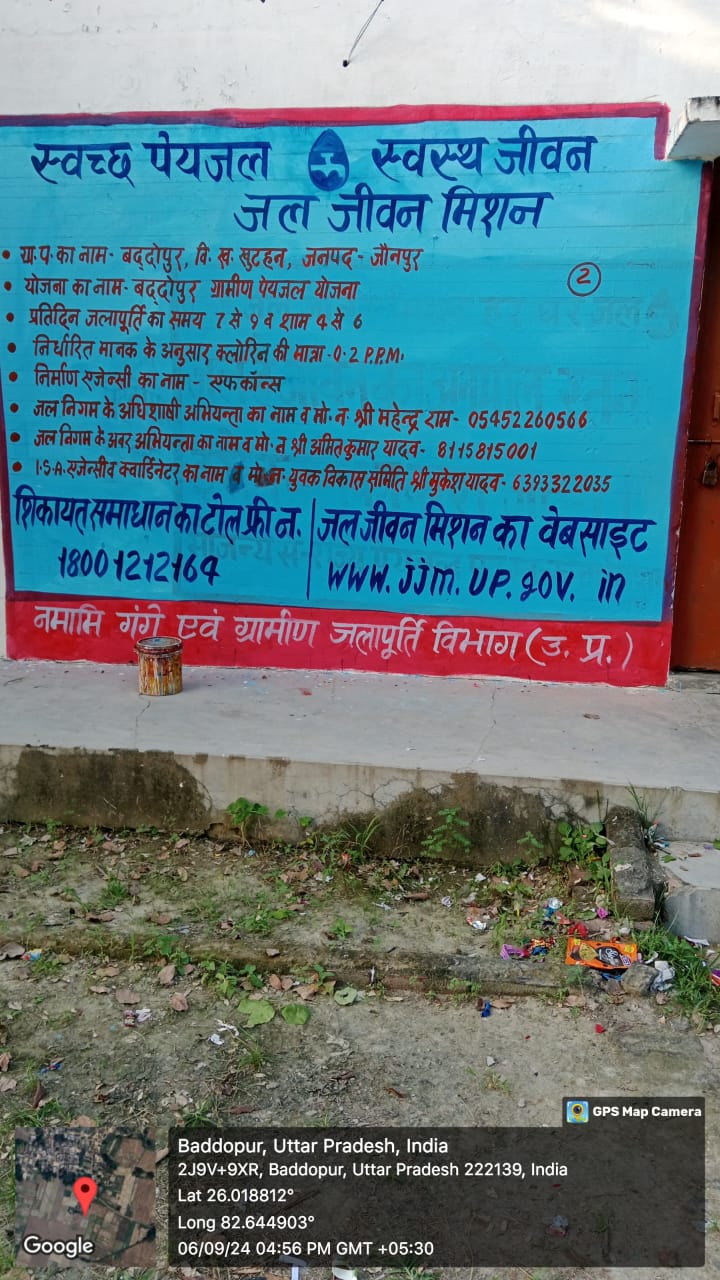 स्वच्छ पेयजल स्वस्थ जीवन
जल जीवन मिशन
• ग्रा.पं. का नाम- बद्दोपुर, वि.ख. सुइथन, जनपद- जौनपुर
2
• योजना का नाम- बद्दोपुर ग्रामीण पेयजल योजना
• प्रतिदिन जलापूर्ति का समय 7 से 9 व शाम 4 से 6
• निर्धारित मानक के अनुसार क्लोरिन की मात्रा -0.2 P.P.M.
• निर्माण एजेन्सी का नाम - एफकॉन्स
• जल निगम के अधिशाषी अभियन्ता का नाम व मो. न. श्री महेन्द्र राम- 05452260566
• जल निगम के अवर अभियन्ता का नाम व मो. न. श्री अमित कुमार यादव- 8115815001
• I.S.A. एजेन्सीव क्वार्डिनेटर का नाम व मो. न. युवक विकास समिति श्री मुकेश यादव- 6393322035
शिकायत समाधान का टोल फ्री न.
18001212164
जल जीवन मिशन का वेबसाइट
www.jjm.up.gov.in
नमामि गंगे एवं ग्रामीण जलापूर्ति विभाग (उ. प्र.)
GPS Map Camera
Google
Baddopur, Uttar Pradesh, India
2J9V+9XR, Baddopur, Uttar Pradesh 222139, India
Lat 26.018812°
Long 82.644903°
06/09/24 04:56 PM GMT +05:30